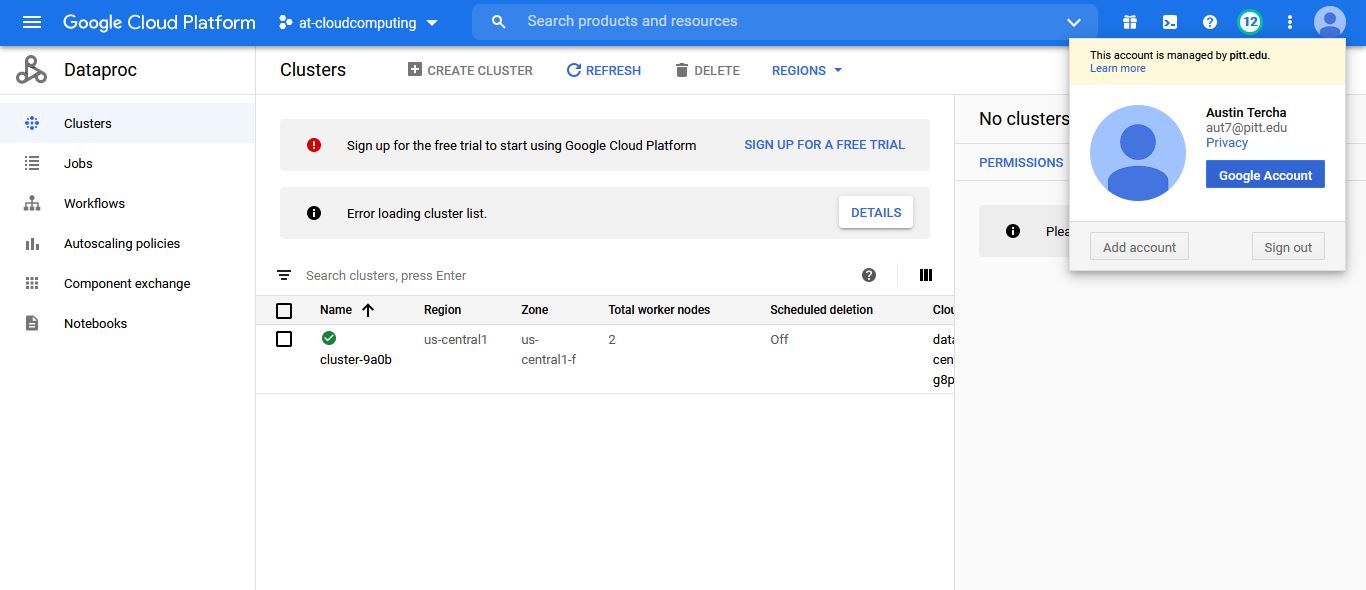 Google Cloud Platform
at-cloudcomputing
Search products and resources
12
Dataproc
Clusters
CREATE CLUSTER
REFRESH
DELETE
REGIONS
Clusters
Jobs
Workflows
Autoscaling policies
Component exchange
Notebooks
Sign up for the free trial to start using Google Cloud Platform
SIGN UP FOR A FREE TRIAL
Error loading cluster list.
DETAILS
Search clusters, press Enter
Name
Region
Zone
Total worker nodes
Scheduled deletion
Clou
cluster-9a0b
us-central1
us-
central1-f
2
Off
data
cen
g8p
No clusters
PERMISSIONS
Plea
This account is managed by pitt.edu.
Learn more
Austin Tercha
aut7@pitt.edu
Privacy
Google Account
Add account
Sign out